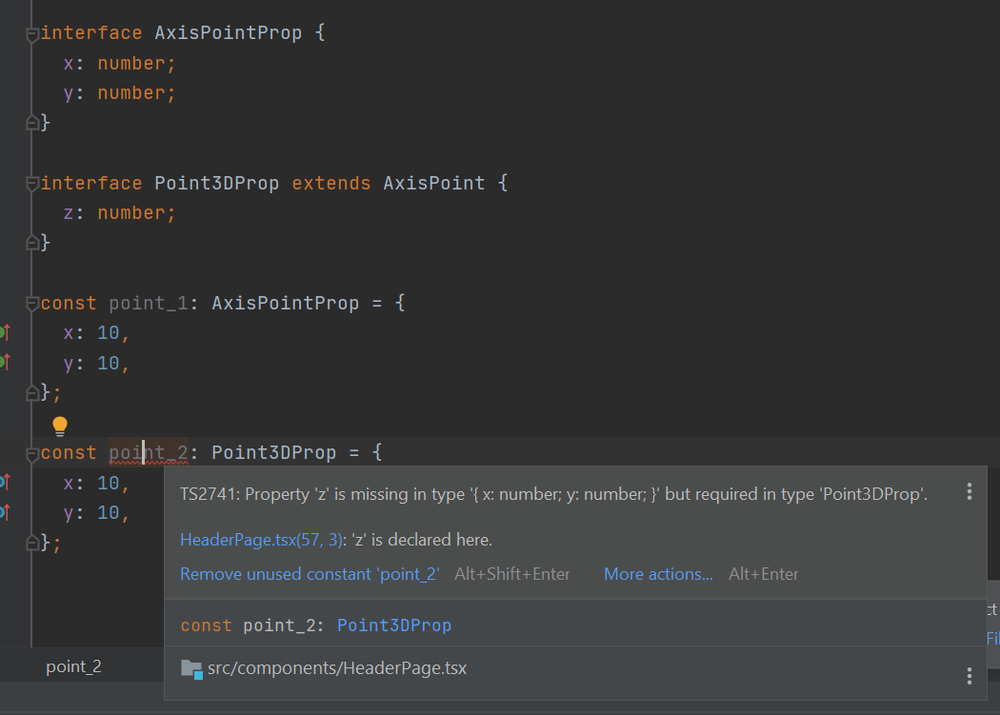 interface AxisPointProp {
x: number;
y: number;
}
interface Point3DProp extends AxisPoint {
z: number;
}
const point_1: AxisPointProp = {
x: 10,
y: 10,
};
const point_2: Point3DProp = {
x: 10,
y: 10,
};
TS2741: Property 'z' is missing in type '{ x: number; y: number; }' but required in type 'Point3DProp'.
HeaderPage.tsx(57, 3): 'z' is declared here.
Remove unused constant 'point_2' Alt+Shift+Enter More actions... Alt+Enter
const point_2: Point3DProp
src/components/HeaderPage.tsx
point_2